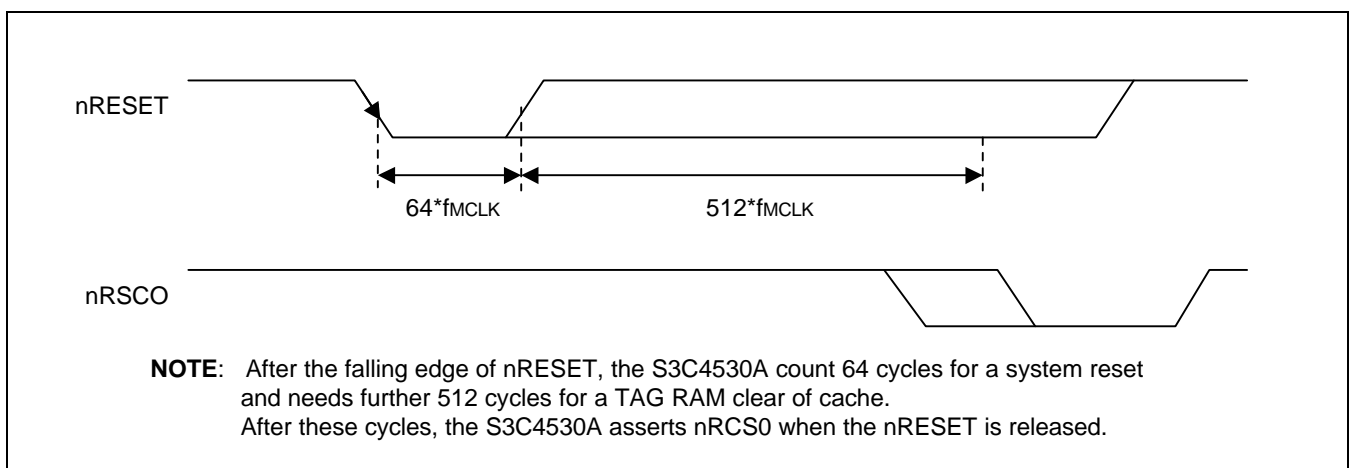 nRESET
64*fMCLK
512*fMCLK
nRSCO
NOTE: After the falling edge of nRESET, the S3C4530A count 64 cycles for a system reset
and needs further 512 cycles for a TAG RAM clear of cache.
After these cycles, the S3C4530A asserts nRCS0 when the nRESET is released.